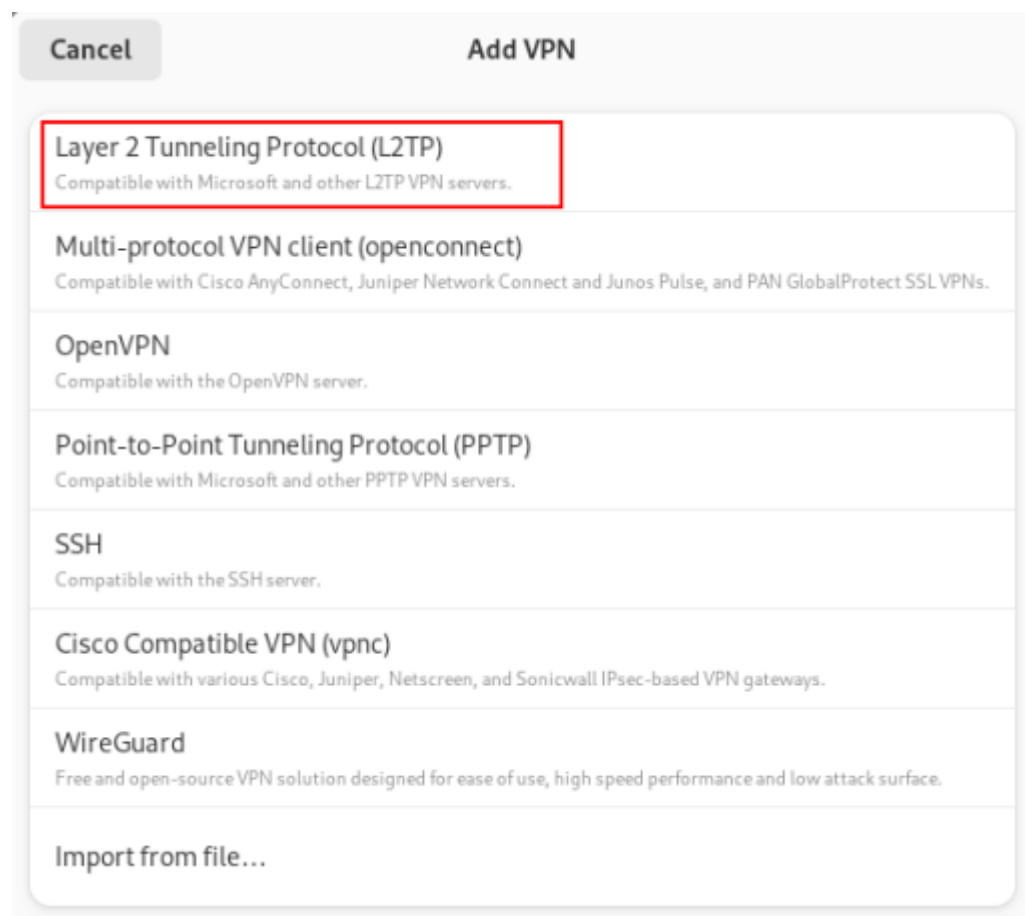 Cancel
Add VPN
Layer 2 Tunneling Protocol (L2TP)
Compatible with Microsoft and other L2TP VPN servers.
Multi-protocol VPN client (openconnect)
Compatible with Cisco AnyConnect, Juniper Network Connect and Junos Pulse, and PAN GlobalProtect SSL VPNs.
OpenVPN
Compatible with the OpenVPN server.
Point-to-Point Tunneling Protocol (PPTP)
Compatible with Microsoft and other PPTP VPN servers.
SSH
Compatible with the SSH server.
Cisco Compatible VPN (vpnc)
Compatible with various Cisco, Juniper, Netscreen, and Sonicwall IPsec-based VPN gateways.
WireGuard
Free and open-source VPN solution designed for ease of use, high speed performance and low attack surface.
Import from file…